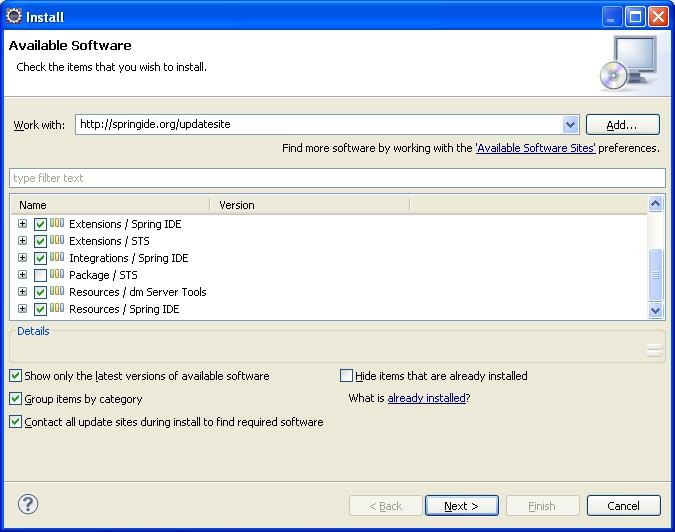 Install
Available Software
Check the items that you wish to install.
Work with: http://springide.org/updatesite Add...
Find more software by working with the 'Available Software Sites' preferences.
type filter text
Name Version
Extensions / Spring IDE
Extensions / STS
Integrations / Spring IDE
Package / STS
Resources / dm Server Tools
Resources / Spring IDE
Details
Show only the latest versions of available software Hide items that are already installed
Group items by category What is already installed?
Contact all update sites during install to find required software
? < Back Next > Finish Cancel